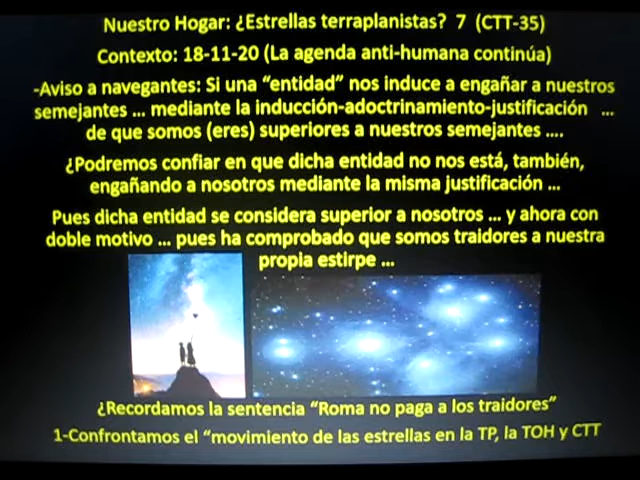 Nuestro Hogar: ¿Estrellas terraplanistas? 7 (CTT-35)
Contexto: 18-11-20 (La agenda anti-humana continúa)
-Aviso a navegantes: Si una “entidad” nos induce a engañar a nuestros
semejantes ... mediante la inducción-adoctrinamiento-justificación ...
de que somos (eres) superiores a nuestros semejantes ....
¿Podremos confiar en que dicha entidad no nos está, también,
engañando a nosotros mediante la misma justificación ...
Pues dicha entidad se considera superior a nosotros ... y ahora con
doble motivo ... pues ha comprobado que somos traidores a nuestra
propia estirpe ...
¿Recordamos la sentencia “Roma no paga a los traidores”
1-Confrontamos el “movimiento de las estrellas en la TP, la TOH y CTT